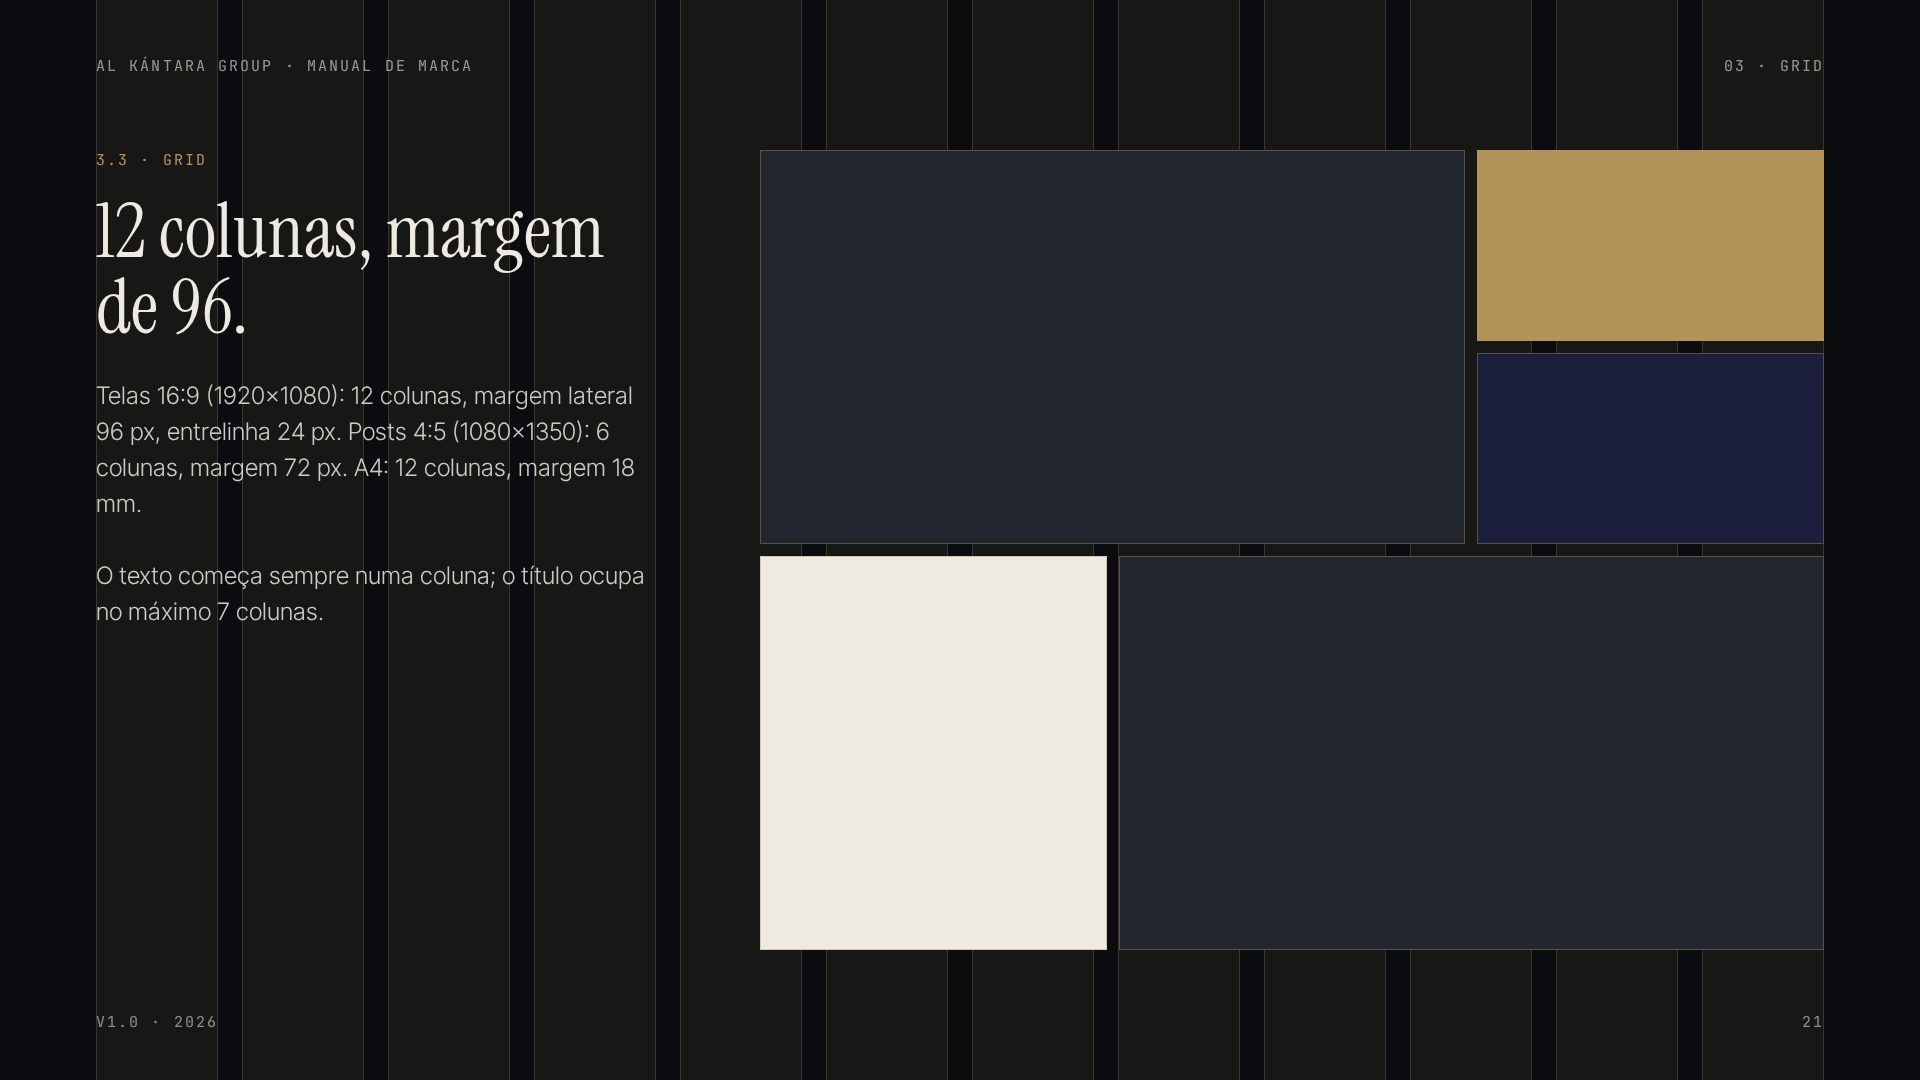 AL KÁNTARA GROUP · MANUAL DE MARCA
03 · GRID
3.3 · GRID
12 colunas, margem
de 96.
Telas 16:9 (1920×1080): 12 colunas, margem lateral
96 px, entrelinha 24 px. Posts 4:5 (1080×1350): 6
colunas, margem 72 px. A4: 12 colunas, margem 18
mm.
O texto começa sempre numa coluna; o título ocupa
no máximo 7 colunas.
V1.0 · 2026
21